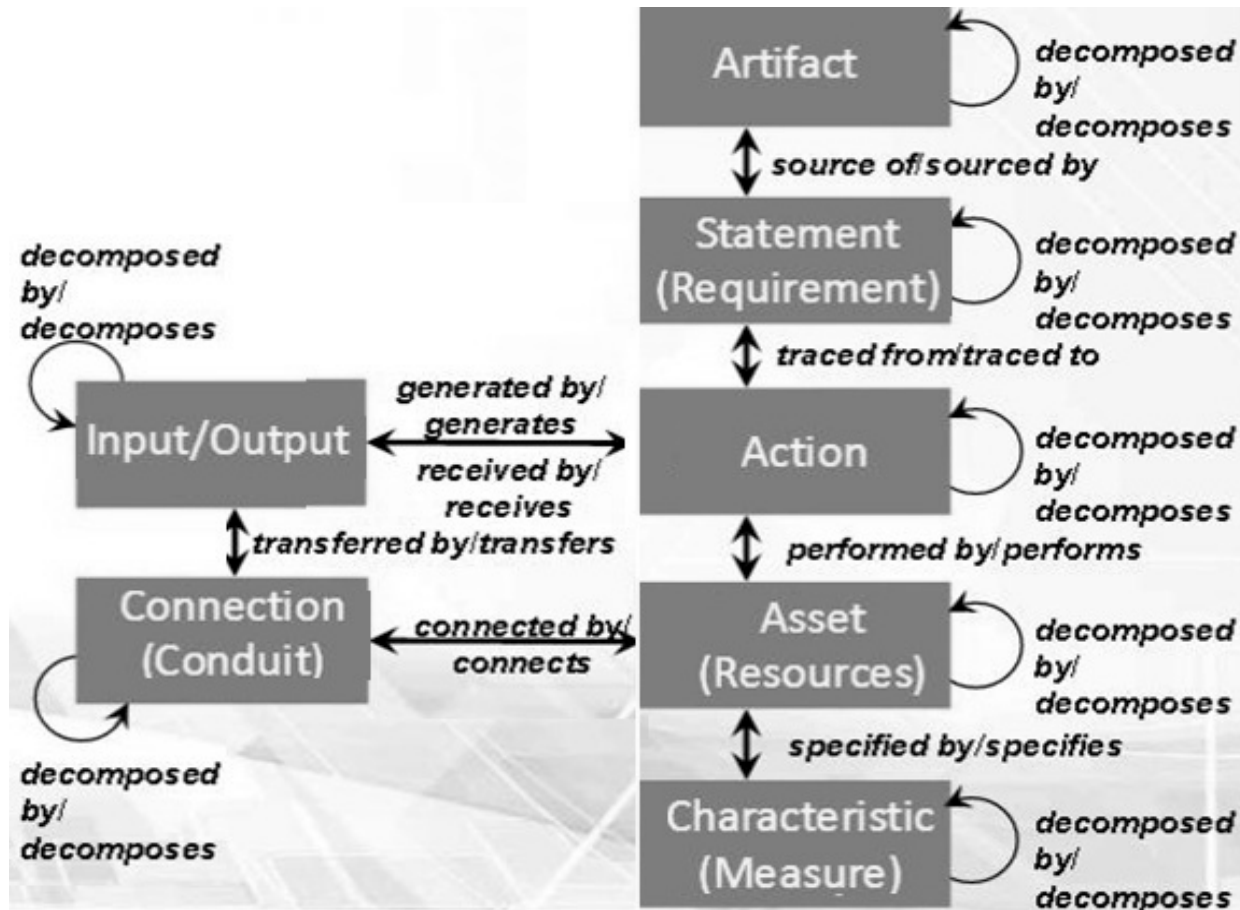 Artifact
decomposed
by/
decomposes
source of/sourced by
Statement
(Requirement)
decomposed
by/
decomposes
traced from/traced to
decomposed
by/
decomposes
Input/Output
generated by/
generates
received by/
receives
Action
decomposed
by/
decomposes
transferred by/transfers
performed by/performs
Connection
(Conduit)
connected by/
connects
Asset
(Resources)
decomposed
by/
decomposes
decomposed
by/
decomposes
specified by/specifies
Characteristic
(Measure)
decomposed
by/
decomposes